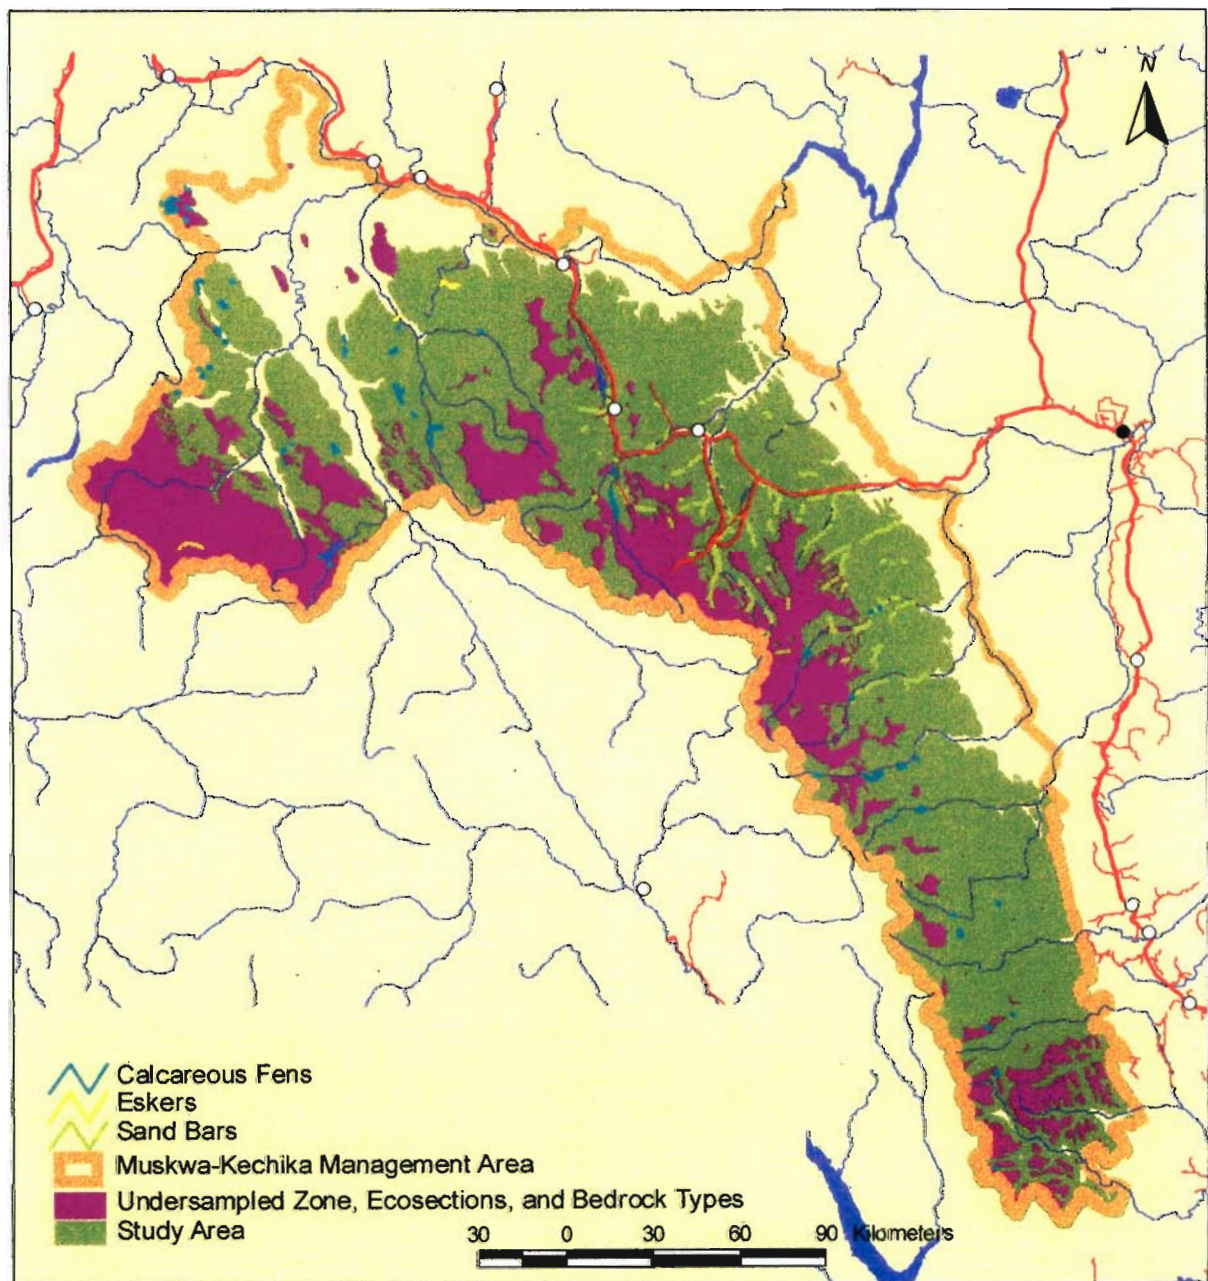 N
Calcareous Fens
Eskers
Sand Bars
Muskwa-Kechika Management Area
Undersampled Zone, Ecosections, and Bedrock Types
Study Area
30 0 30 60 90 Kilometers